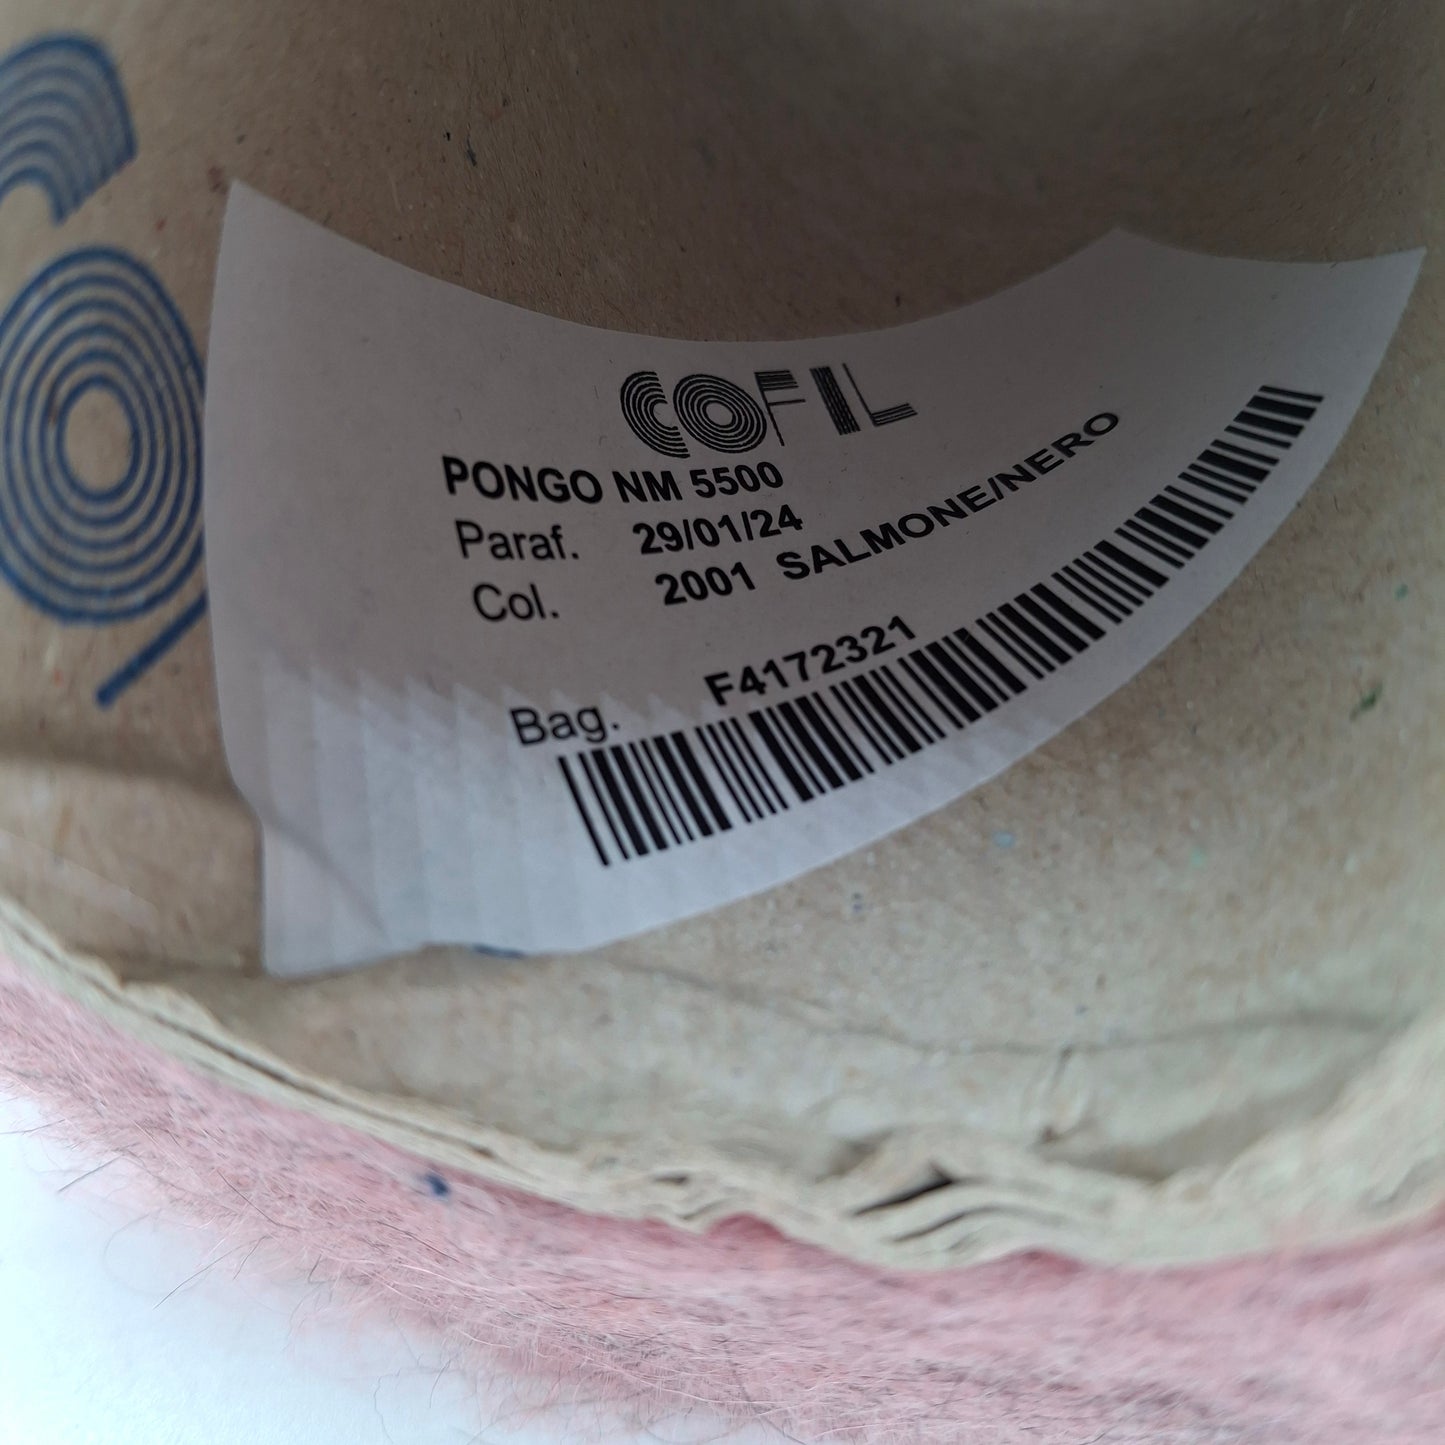 COFIL
PONGO NM 5500
Paraf. 29/01/24
Col. 2001 SALMONE/NERO
Bag. F4172321